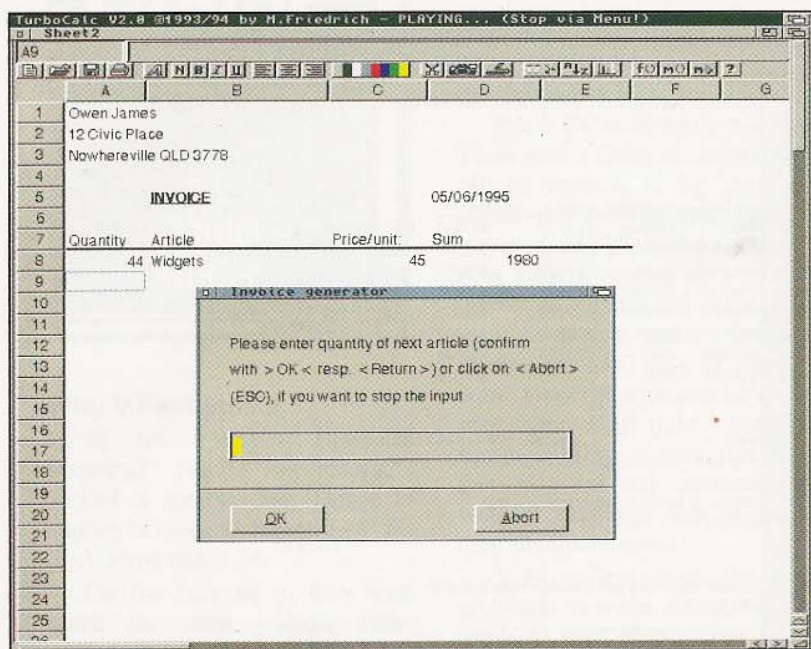 TurboCalc V2.0 @1993/94 by M.Friedrich - PLAYING... (Stop via Menu!)
Sheet2
A9
N B I U
?
A B C D E F G
1 Owen James
2 12 Civic Place
3 Nowhereville QLD 3778
4
5 INVOICE 05/06/1995
6
7 Quantity Article Price/unit: Sum
8 44 Widgets 45 1980
9
10
11
12
13
14
15
16
17
18
19
20
21
22
23
24
25
26
Invoice generator
Please enter quantity of next article (confirm
with >OK< resp. <Return>) or click on <Abort>
(ESC), if you want to stop the input
OK Abort